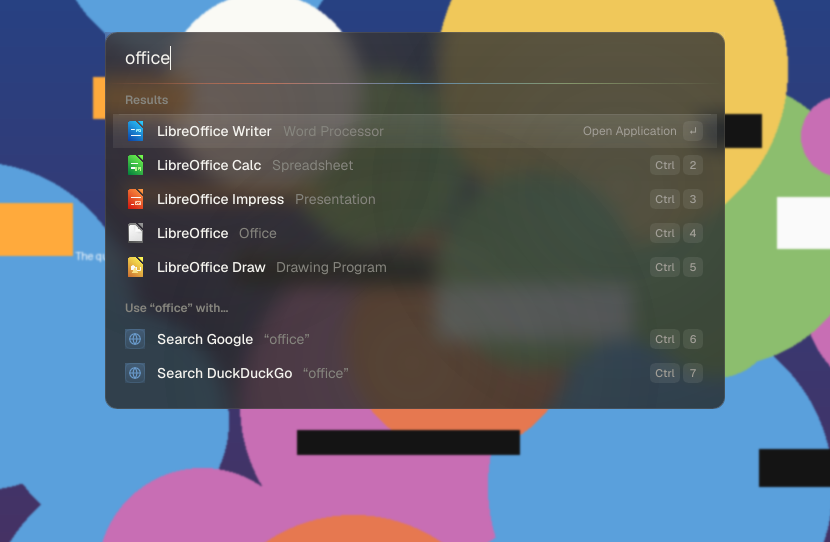 office
Results
LibreOffice Writer Word Processor Open Application ↵
LibreOffice Calc Spreadsheet Ctrl 2
LibreOffice Impress Presentation Ctrl 3
LibreOffice Office Ctrl 4
The
LibreOffice Draw Drawing Program Ctrl 5
Use “office” with…
Search Google “office” Ctrl 6
Search DuckDuckGo “office” Ctrl 7